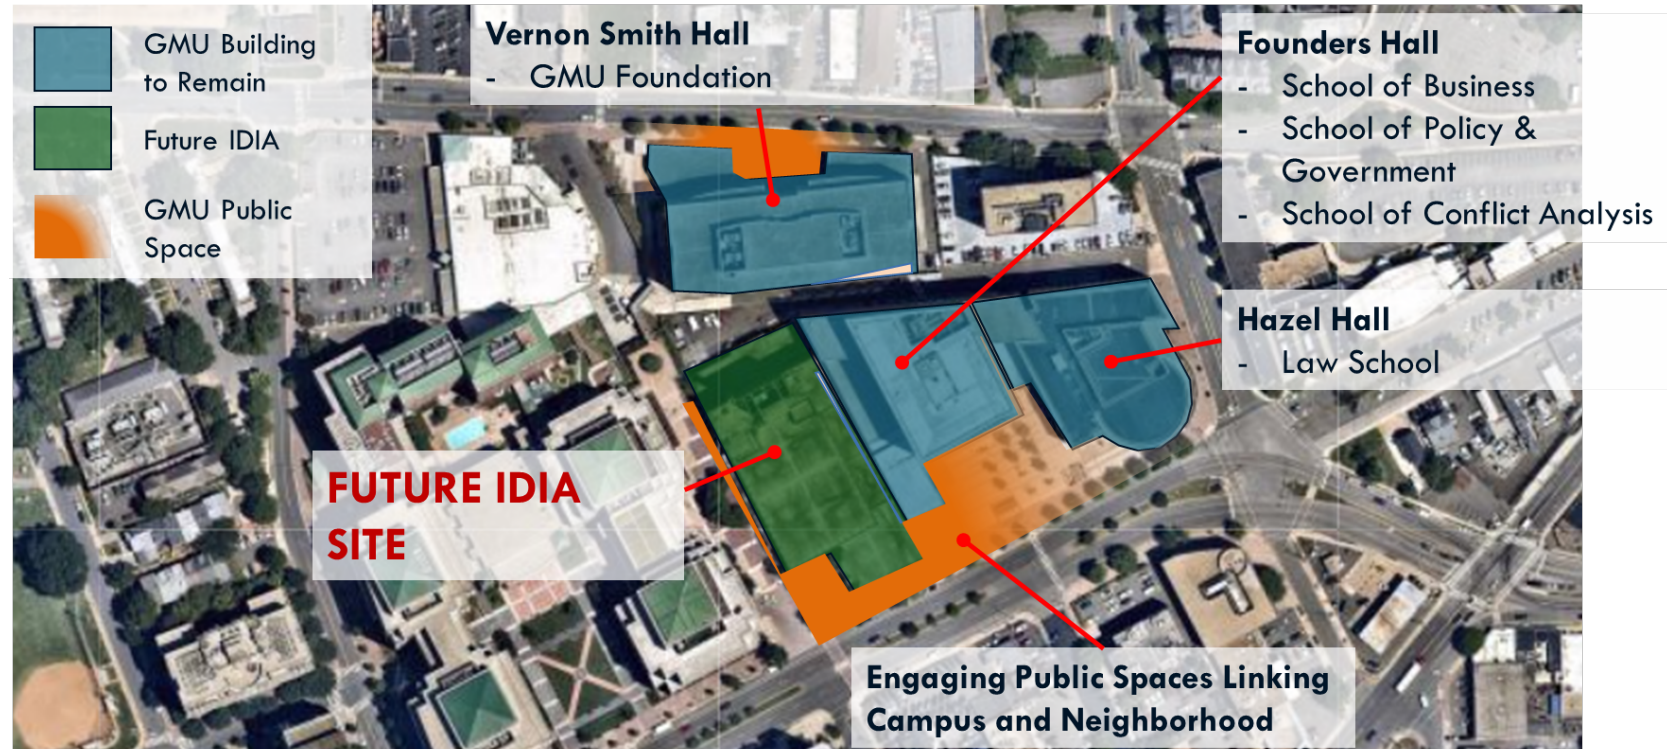 GMU Building
to Remain
Future IDIA
GMU Public
Space
Vernon Smith Hall
- GMU Foundation
Founders Hall
- School of Business
- School of Policy &
Government
- School of Conflict Analysis
Hazel Hall
- Law School
FUTURE IDIA
SITE
Engaging Public Spaces Linking
Campus and Neighborhood